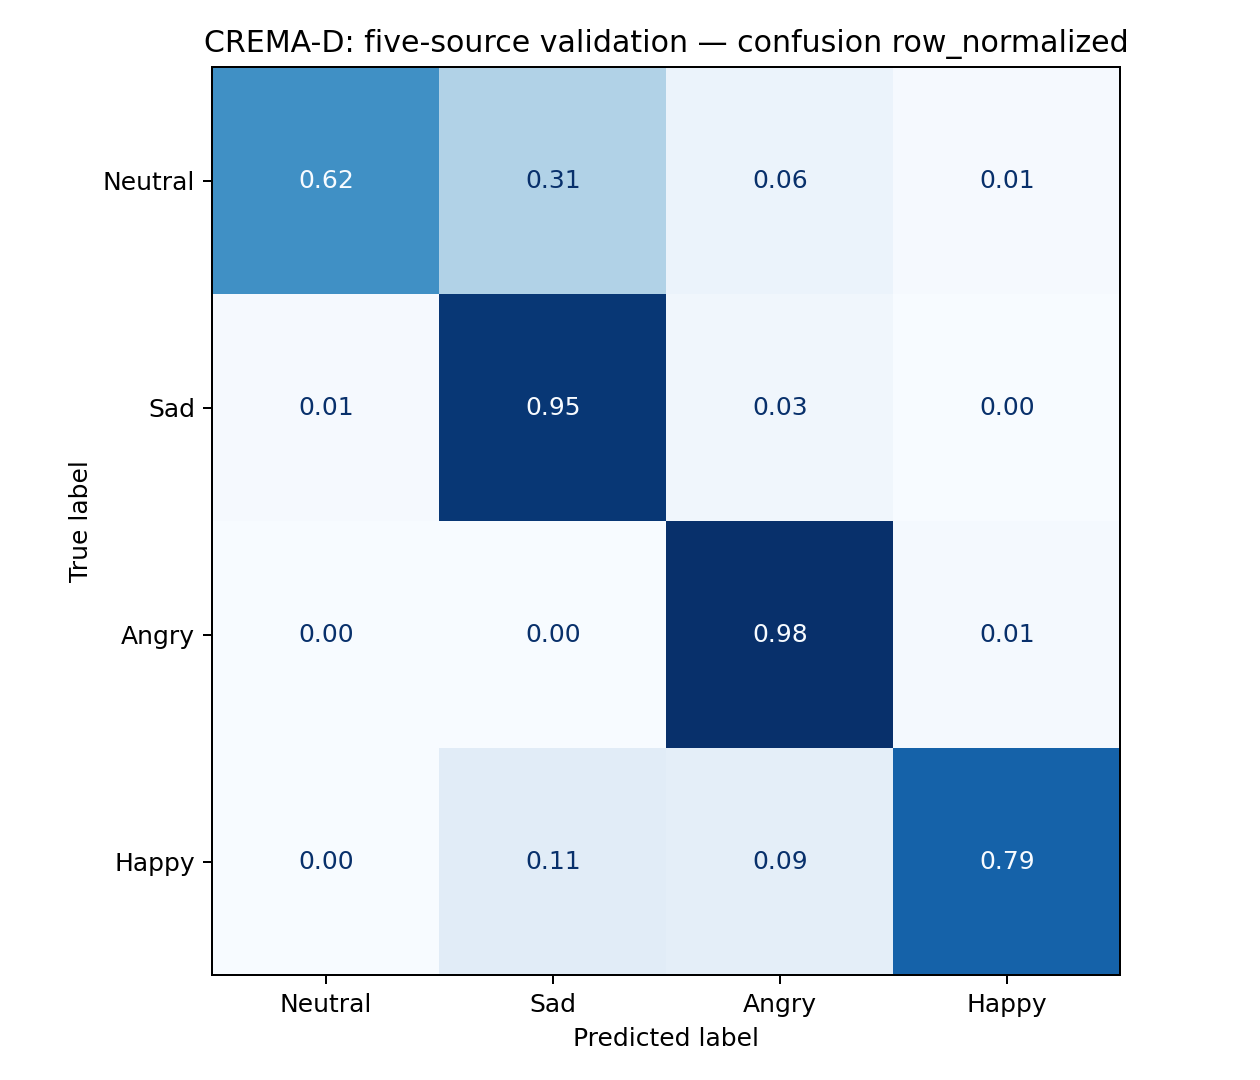 CREMA-D: five-source validation — confusion row_normalized
Neutral 0.62 0.31 0.06 0.01
Sad 0.01 0.95 0.03 0.00
Angry 0.00 0.00 0.98 0.01
Happy 0.00 0.11 0.09 0.79
True label
Neutral Sad Angry Happy
Predicted label